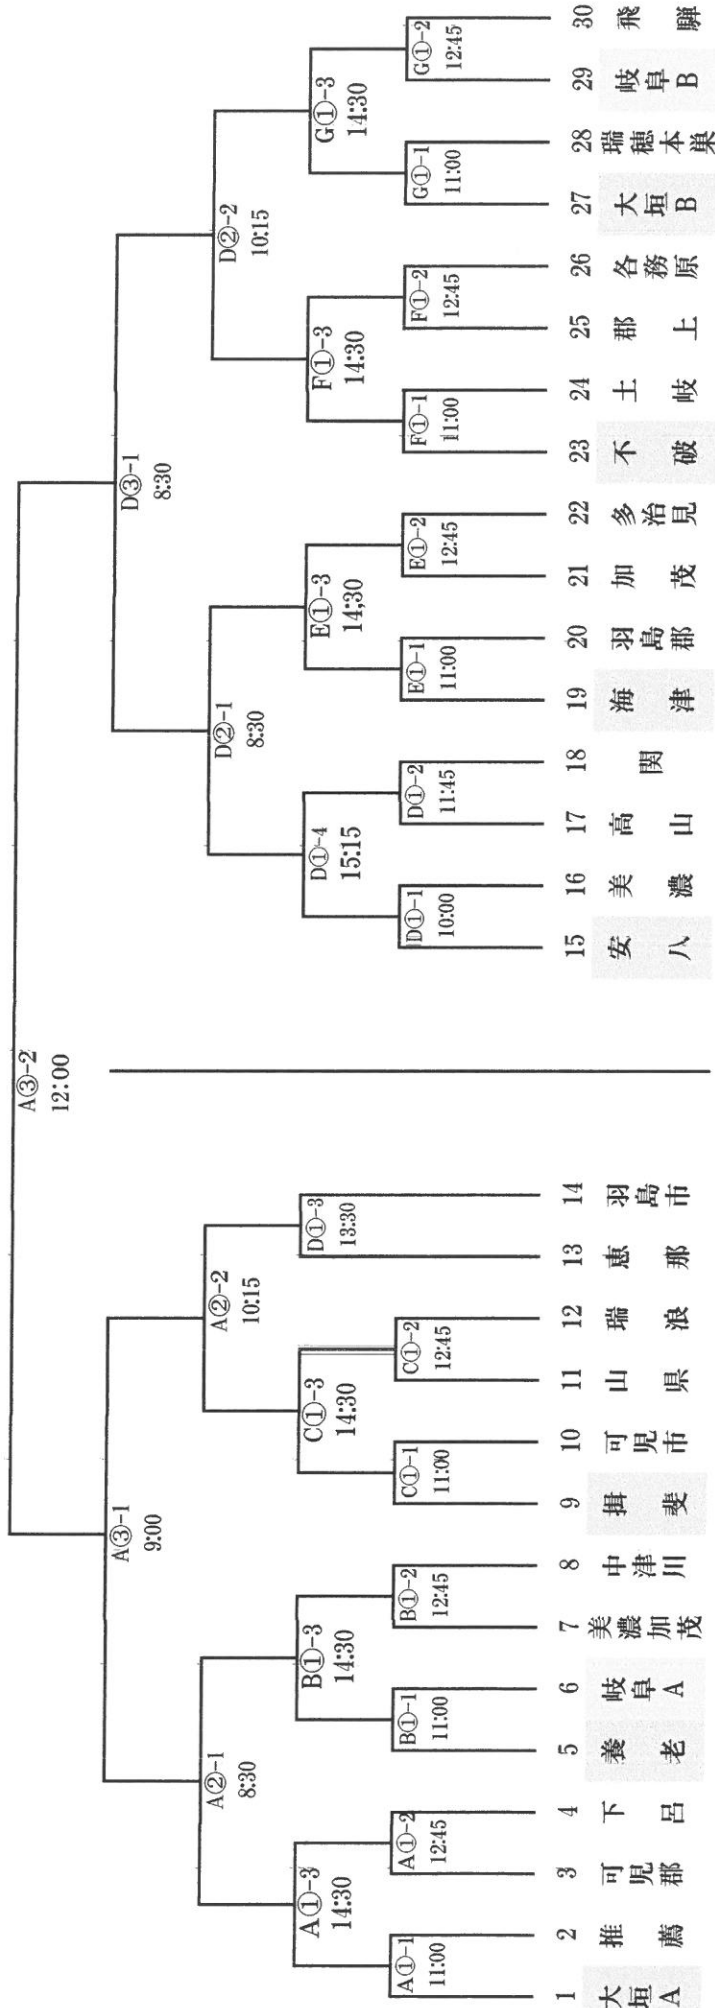 A③-2
12:00
A③-1
9:00
D③-1
8:30
A②-1
8:30
A②-2
10:15
D②-1
8:30
D②-2
10:15
A①-3
14:30
B①-3
14:30
C①-3
14:30
D①-3
13:30
D①-4
15:15
E①-3
14:30
F①-3
14:30
G①-3
14:30
A①-1
11:00
A①-2
12:45
B①-1
11:00
B①-2
12:45
C①-1
11:00
C①-2
12:45
D①-1
10:00
D①-2
11:45
E①-1
11:00
E①-2
12:45
F①-1
11:00
F①-2
12:45
G①-1
11:00
G①-2
12:45
1 大垣A
2 推薦
3 可児郡
4 下呂
5 養老
6 岐阜A
7 美濃加茂
8 中津川
9 揖斐
10 可児市
11 山県
12 瑞浪
13 恵那
14 羽島市
15 安八
16 美濃
17 高山
18 関
19 海津
20 羽島郡
21 加茂
22 多治見
23 不破
24 土岐
25 郡上
26 各務原
27 大垣B
28 瑞穂本巣
29 岐阜B
30 飛騨